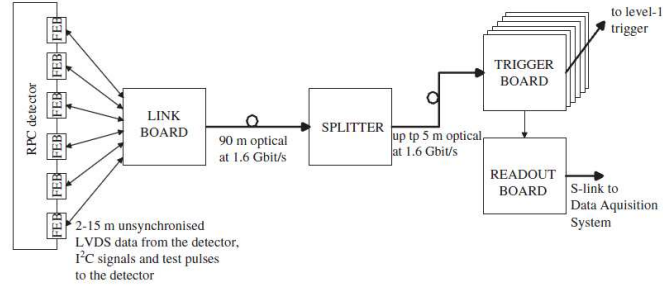 RPC detector
FEB
FEB
FEB
FEB
FEB
FEB
LINK
BOARD
90 m optical
at 1.6 Gbit/s
SPLITTER
up tp 5 m optical
at 1.6 Gbit/s
TRIGGER
BOARD
to level-1
trigger
READOUT
BOARD
S-link to
Data Aquisition
System
2-15 m unsynchronised
LVDS data from the detector,
I²C signals and test pulses
to the detector